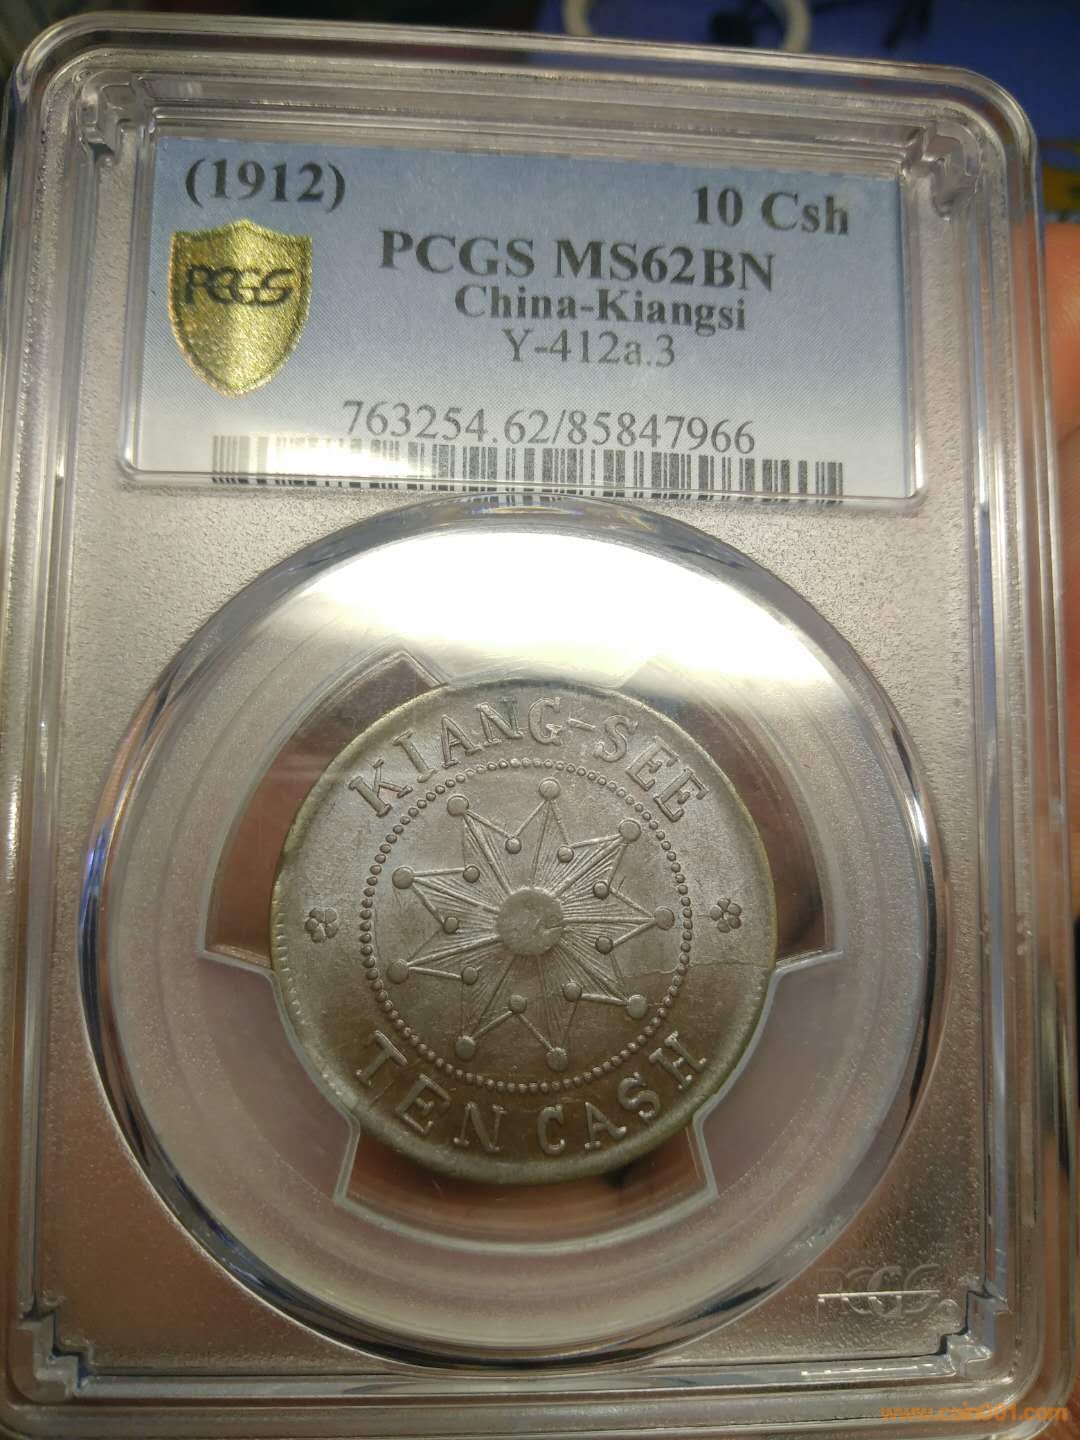 (1912)
10 Csh
PCGS
PCGS MS62BN
China-Kiangsi
Y-412a.3
763254.62/85847966
KIANG-SEE
TEN CASH
PCGS
www.coin001.com